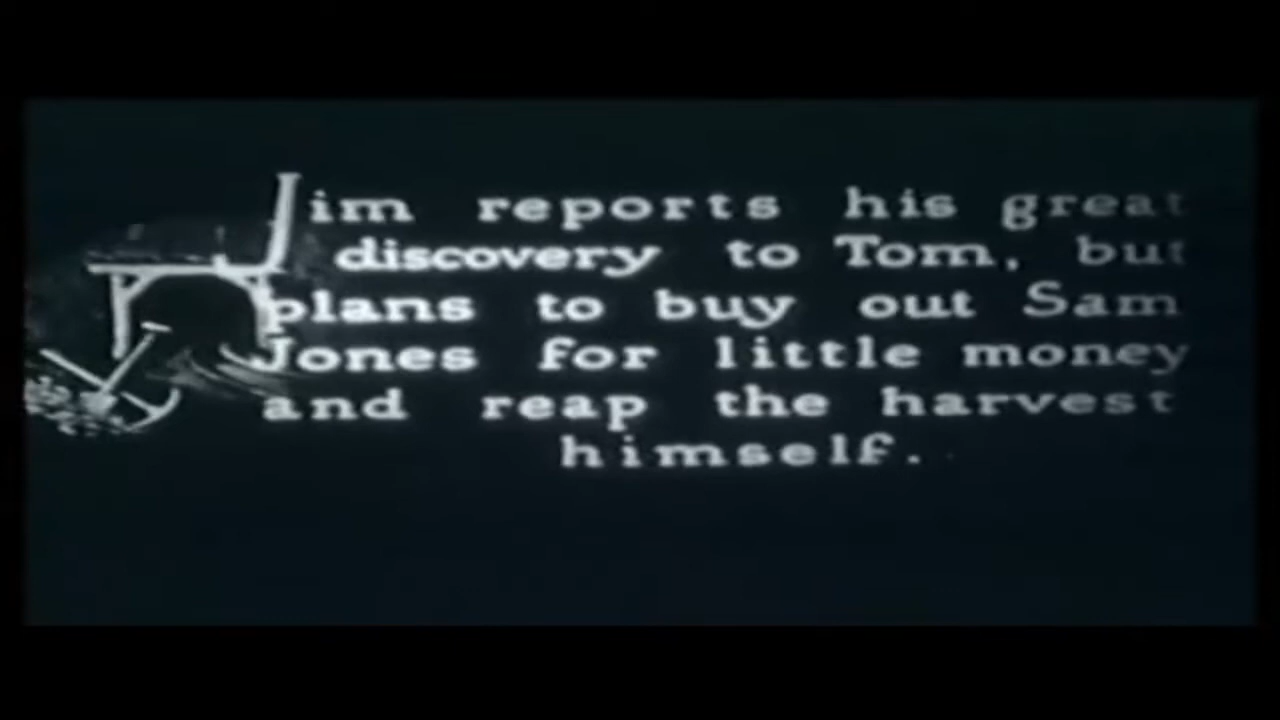 Jim reports his great
discovery to Tom, but
plans to buy out Sam
Jones for little money
and reap the harvest
himself.